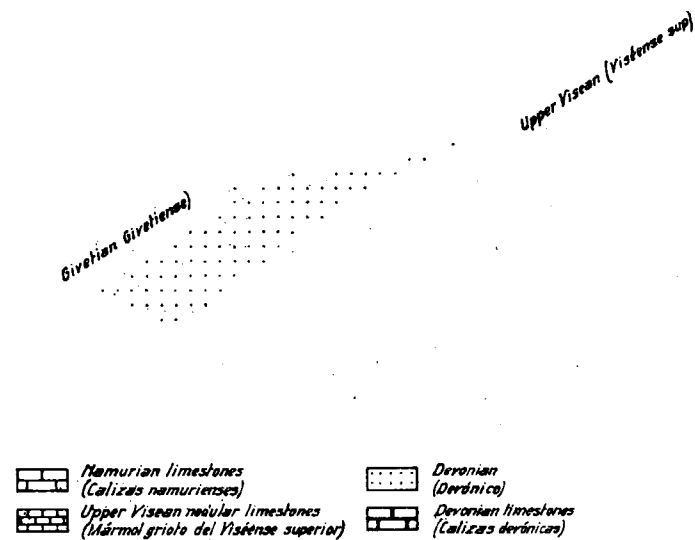 Upper Visean (Viséense sup)
Givetian Givetiense)
Namurian limestones
(Calizas namurienses)
Upper Visean nodular limestones
(Mármol grioto del Viséense superior)
Devonian
(Devónico)
Devonian limestones
(Calizas devónicas)